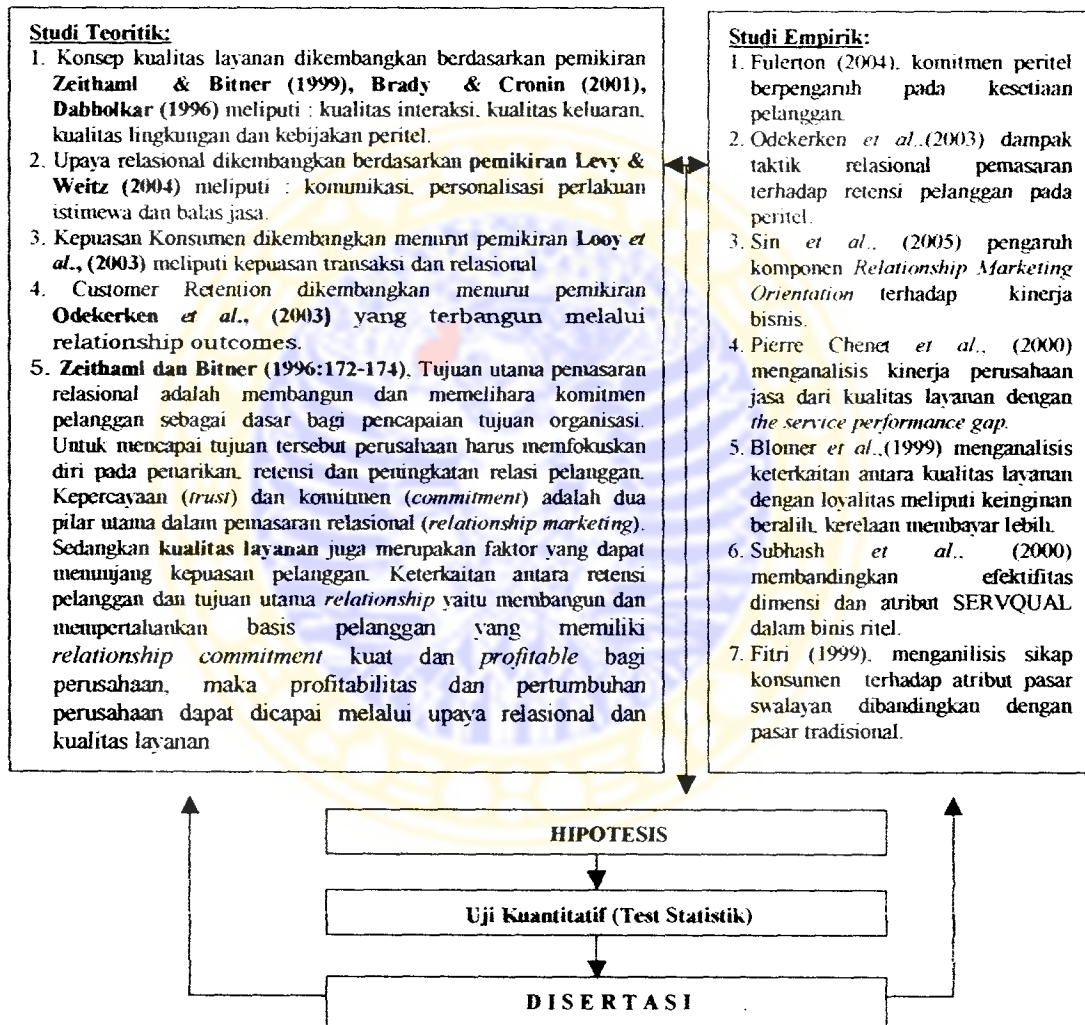 Studi Teoritik:
1. Konsep kualitas layanan dikembangkan berdasarkan pemikiran
Zeithaml & Bitner (1999), Brady & Cronin (2001),
Dabholkar (1996) meliputi : kualitas interaksi, kualitas keluaran,
kualitas lingkungan dan kebijakan peritel.
2. Upaya relasional dikembangkan berdasarkan pemikiran Levy &
Weitz (2004) meliputi : komunikasi, personalisasi perlakuan
istimewa dan balas jasa.
3. Kepuasan Konsumen dikembangkan menurut pemikiran Looy et
al., (2003) meliputi kepuasan transaksi dan relasional
4. Customer Retention dikembangkan menurut pemikiran
Odekerken et al., (2003) yang terbangun melalui
relationship outcomes.
5. Zeithaml dan Bitner (1996:172-174), Tujuan utama pemasaran
relasional adalah membangun dan memelihara komitmen
pelanggan sebagai dasar bagi pencapaian tujuan organisasi.
Untuk mencapai tujuan tersebut perusahaan harus memfokuskan
diri pada penarikan, retensi dan peningkatan relasi pelanggan.
Kepercayaan (trust) dan komitmen (commitment) adalah dua
pilar utama dalam pemasaran relasional (relationship marketing).
Sedangkan kualitas layanan juga merupakan faktor yang dapat
menunjang kepuasan pelanggan. Keterkaitan antara retensi
pelanggan dan tujuan utama relationship yaitu membangun dan
mempertahankan basis pelanggan yang memiliki
relationship commitment kuat dan profitable bagi
perusahaan, maka profitabilitas dan pertumbuhan
perusahaan dapat dicapai melalui upaya relasional dan
kualitas layanan
Studi Empirik:
1. Fulerton (2004), komitmen peritel
berpengaruh pada kesetiaan
pelanggan.
2. Odekerken et al.,(2003) dampak
taktik relasional pemasaran
terhadap retensi pelanggan pada
peritel.
3. Sin et al., (2005) pengaruh
komponen Relationship Marketing
Orientation terhadap kinerja
bisnis.
4. Pierre Chenet et al., (2000)
menganalisis kinerja perusahaan
jasa dari kualitas layanan dengan
the service performance gap.
5. Blomer et al.,(1999) menganalisis
keterkaitan antara kualitas layanan
dengan loyalitas meliputi keinginan
beralih, kerelaan membayar lebih.
6. Subhash et al., (2000)
membandingkan efektifitas
dimensi dan atribut SERVQUAL
dalam binis ritel.
7. Fitri (1999), menganilisis sikap
konsumen terhadap atribut pasar
swalayan dibandingkan dengan
pasar tradisional.
HIPOTESIS
Uji Kuantitatif (Test Statistik)
DISERTASI